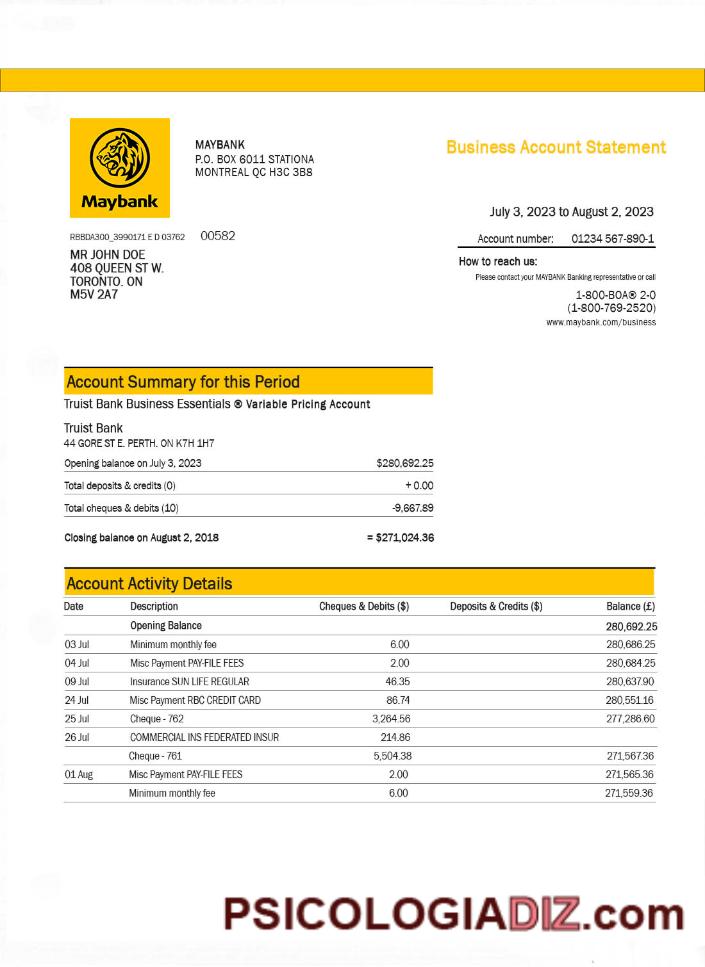 Maybank
MAYBANK
P.O. BOX 6011 STATIONA
MONTREAL QC H3C 3B8
Business Account Statement
July 3, 2023 to August 2, 2023
RBBDA300_3990171 E D 03762 00582
Account number: 01234 567-890-1
MR JOHN DOE
408 QUEEN ST W.
TORONTO. ON
M5V 2A7
How to reach us:
Please contact your MAYBANK Banking representative or call
1-800-BOA® 2-0
(1-800-769-2520)
www.maybank.com/business
Account Summary for this Period
Truist Bank Business Essentials ® Variable Pricing Account
Truist Bank
44 GORE ST E. PERTH. ON K7H 1H7
Opening balance on July 3, 2023 $280,692.25
Total deposits & credits (0) + 0.00
Total cheques & debits (10) -9,667.89
Closing balance on August 2, 2018 = $271,024.36
Account Activity Details
Date Description Cheques & Debits ($) Deposits & Credits ($) Balance (£)
Opening Balance 280,692.25
03 Jul Minimum monthly fee 6.00 280,686.25
04 Jul Misc Payment PAY-FILE FEES 2.00 280,684.25
09 Jul Insurance SUN LIFE REGULAR 46.35 280,637.90
24 Jul Misc Payment RBC CREDIT CARD 86.74 280,551.16
25 Jul Cheque - 762 3,264.56 277,286.60
26 Jul COMMERCIAL INS FEDERATED INSUR 214.86
Cheque - 761 5,504.38 271,567.36
01 Aug Misc Payment PAY-FILE FEES 2.00 271,565.36
Minimum monthly fee 6.00 271,559.36
PSICOLOGIADIZ.com